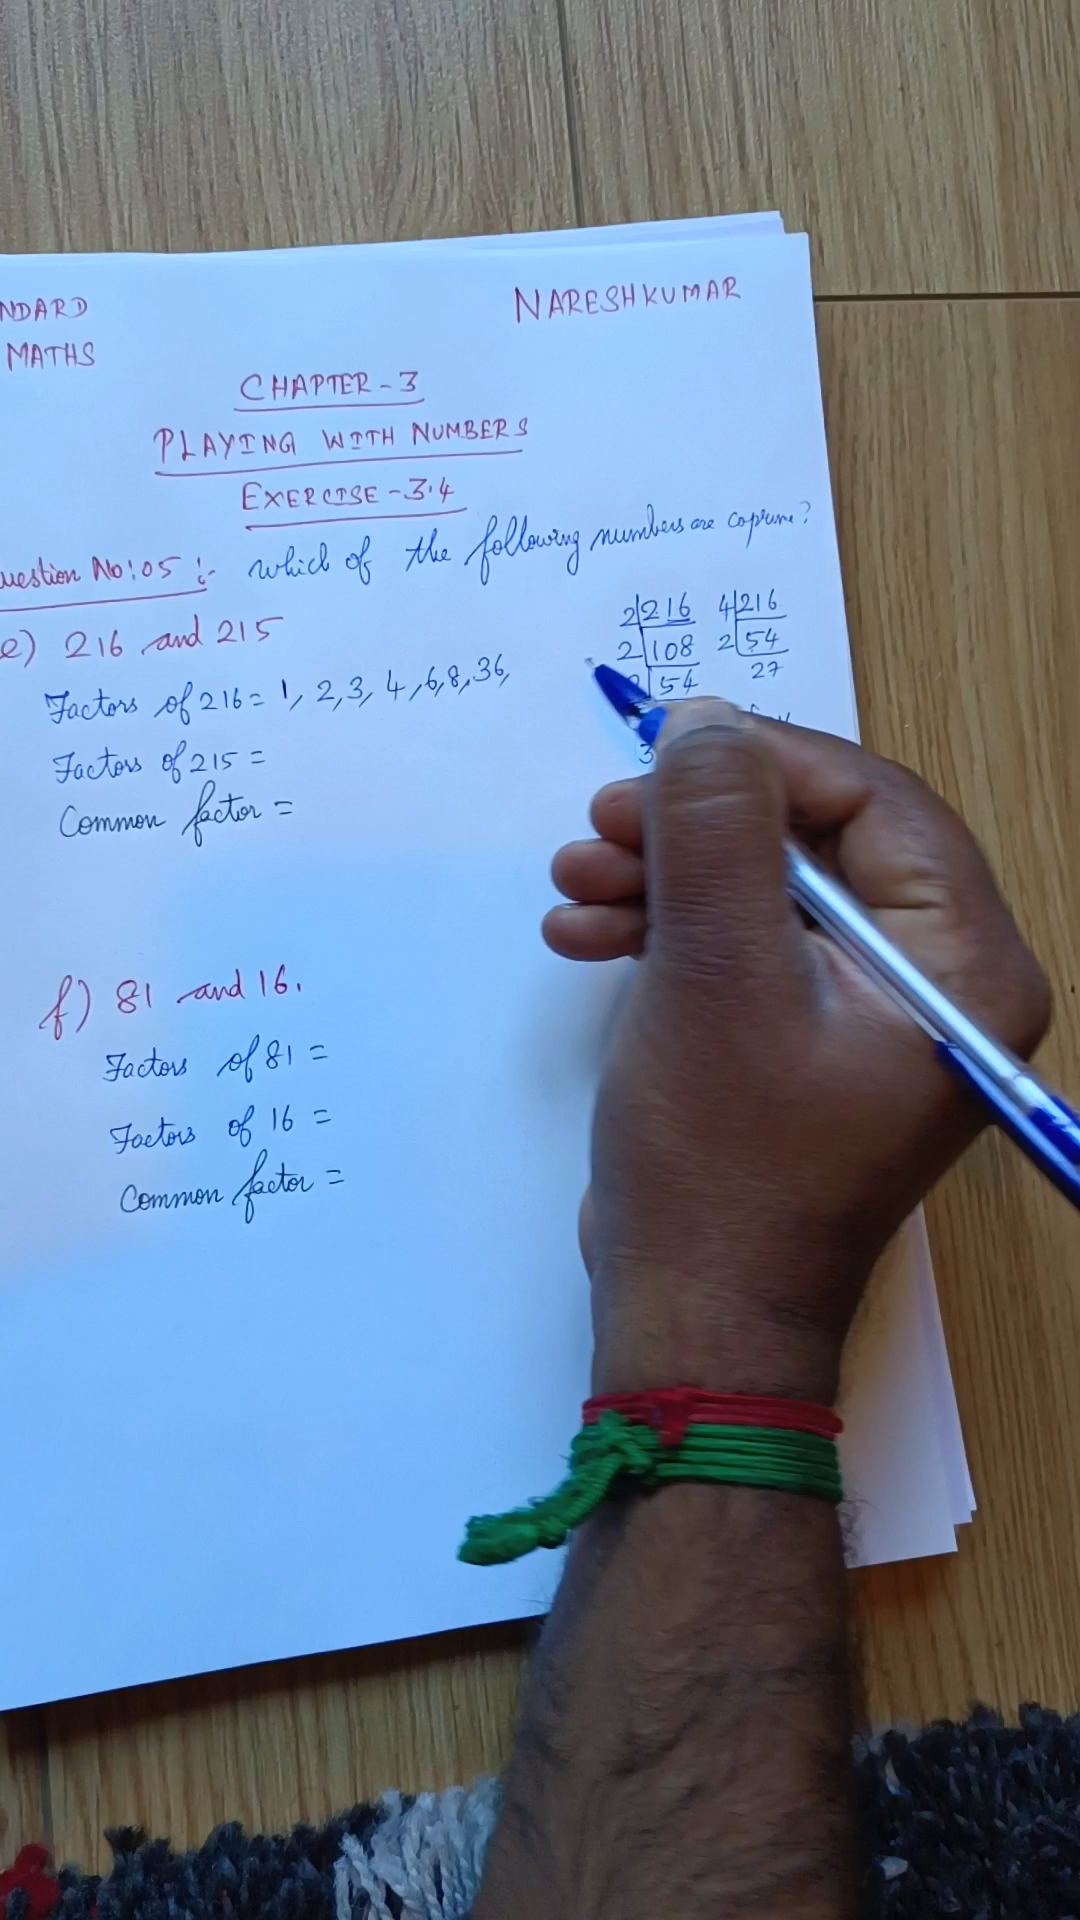 NDARD
NARESHKUMAR
MATHS
CHAPTER-3
PLAYING WITH NUMBERS
EXERCISE-3.4
uestion No:05 :- which of the following numbers are coprime?
e) 216 and 215
2|216 4|216
2|108 2|54
54 27
3
Factors of 216 = 1, 2, 3, 4, 6, 8, 36,
Factors of 215 =
Common factor =
f) 81 and 16.
Factors of 81 =
Factors of 16 =
Common factor =